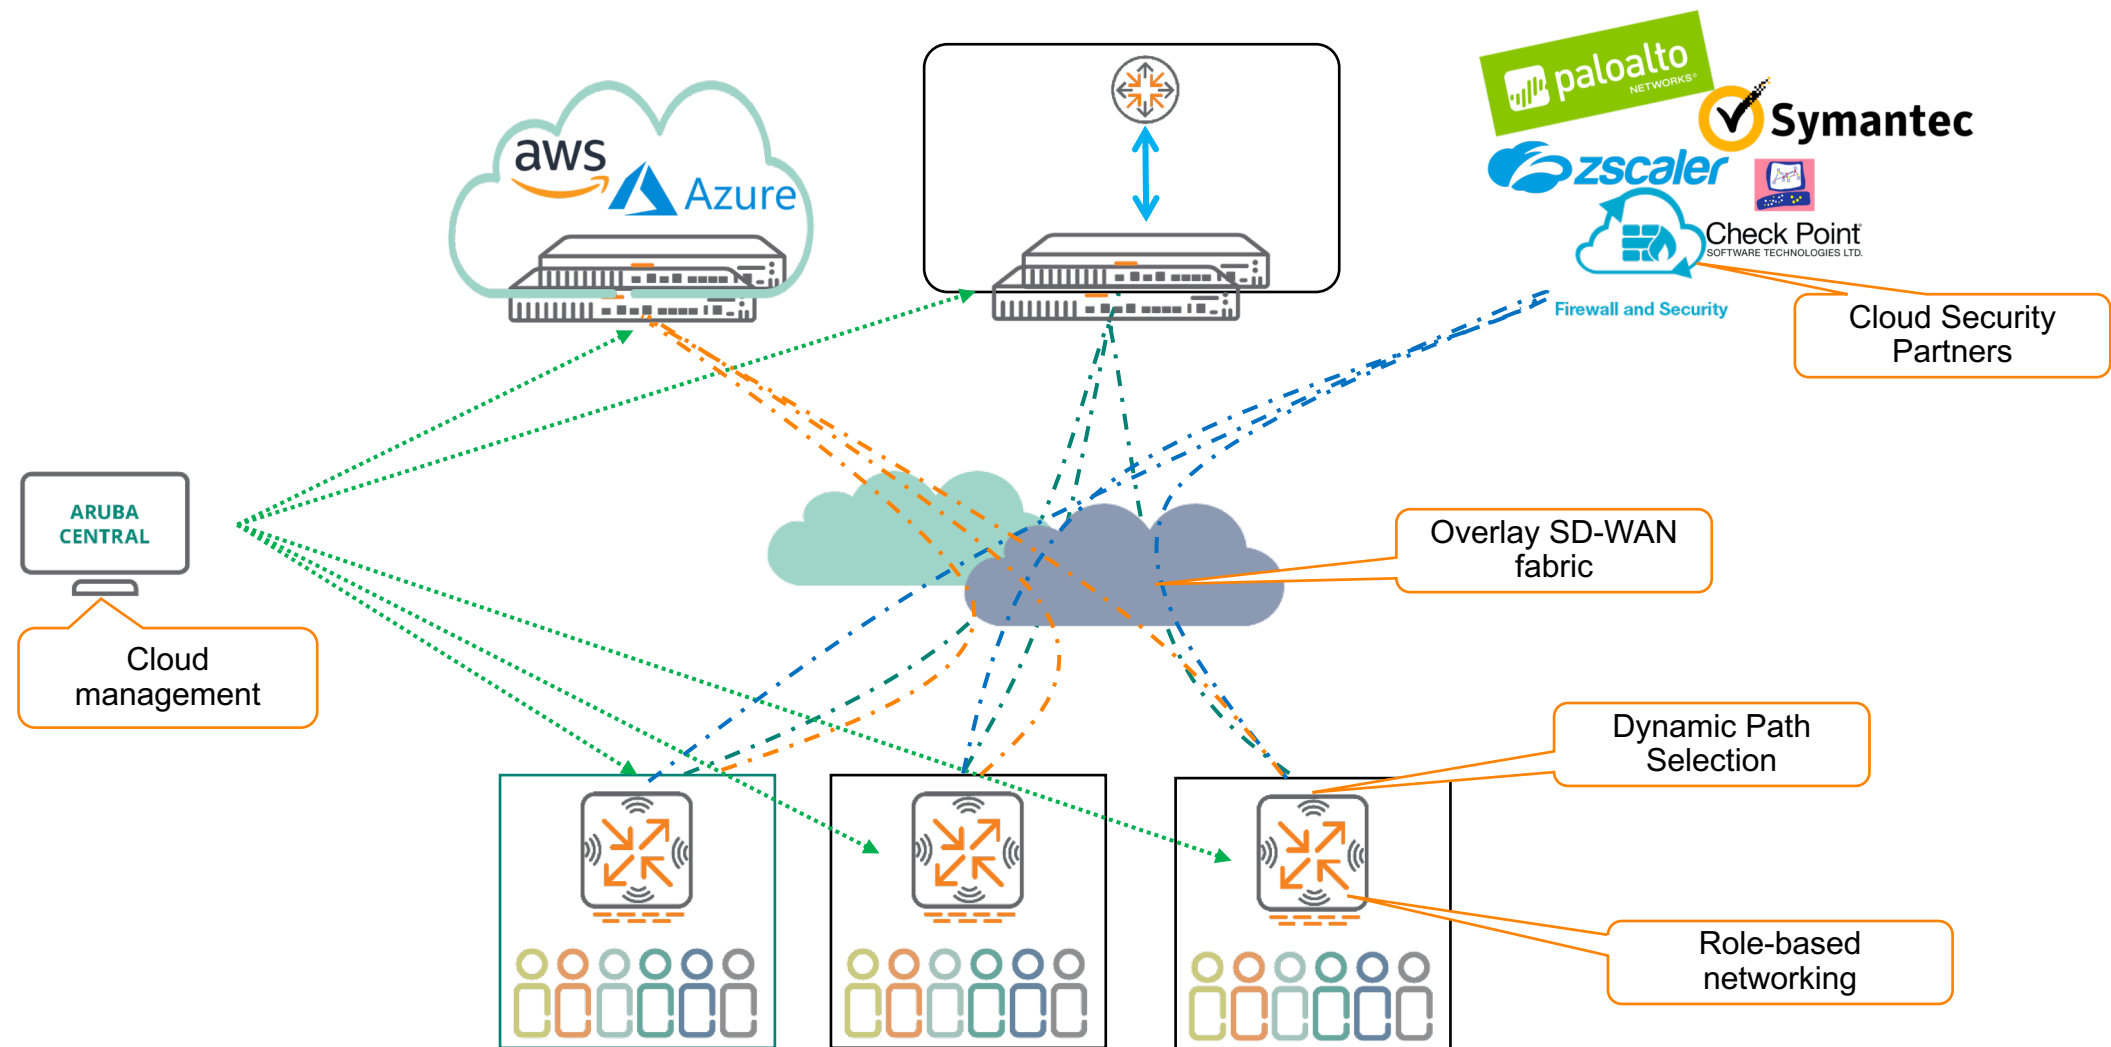 paloalto
NETWORKS®
Symantec
zscaler
Check Point
SOFTWARE TECHNOLOGIES LTD.
Firewall and Security
Cloud Security
Partners
aws
Azure
ARUBA
CENTRAL
Cloud
management
Overlay SD-WAN
fabric
Dynamic Path
Selection
Role-based
networking